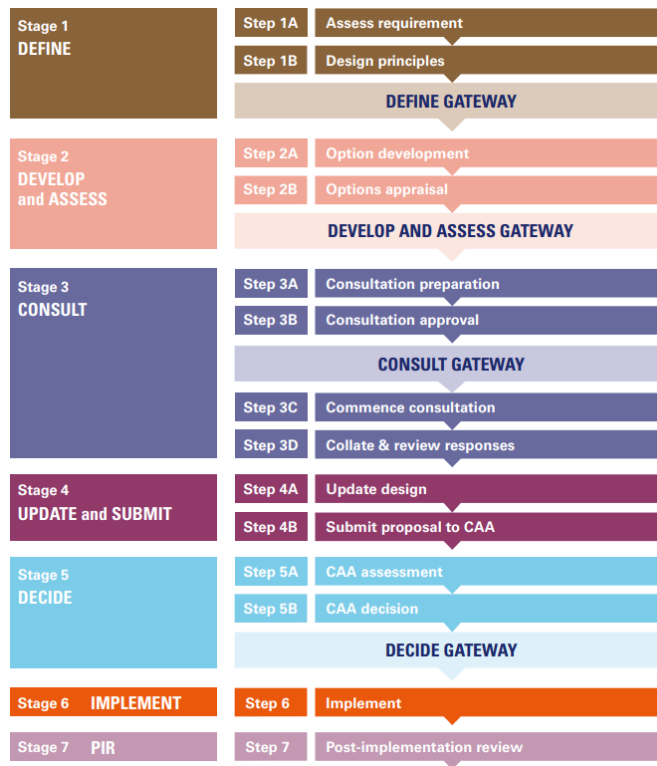 Stage 1
DEFINE
Step 1A Assess requirement
Step 1B Design principles
DEFINE GATEWAY
Stage 2
DEVELOP
and ASSESS
Step 2A Option development
Step 2B Options appraisal
DEVELOP AND ASSESS GATEWAY
Stage 3
CONSULT
Step 3A Consultation preparation
Step 3B Consultation approval
CONSULT GATEWAY
Step 3C Commence consultation
Step 3D Collate & review responses
Stage 4
UPDATE and SUBMIT
Step 4A Update design
Step 4B Submit proposal to CAA
Stage 5
DECIDE
Step 5A CAA assessment
Step 5B CAA decision
DECIDE GATEWAY
Stage 6 IMPLEMENT
Step 6 Implement
Stage 7 PIR
Step 7 Post-implementation review